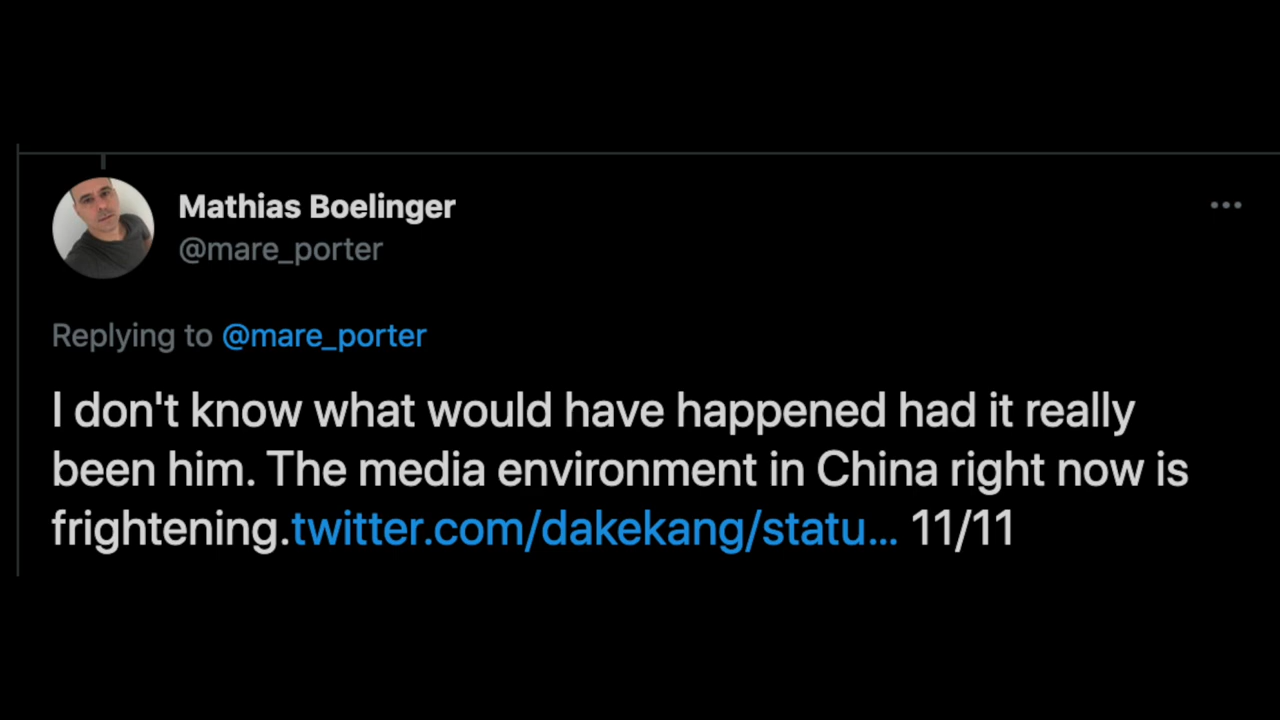 Mathias Boelinger
@mare_porter
Replying to @mare_porter
I don't know what would have happened had it really
been him. The media environment in China right now is
frightening.twitter.com/dakekang/statu... 11/11